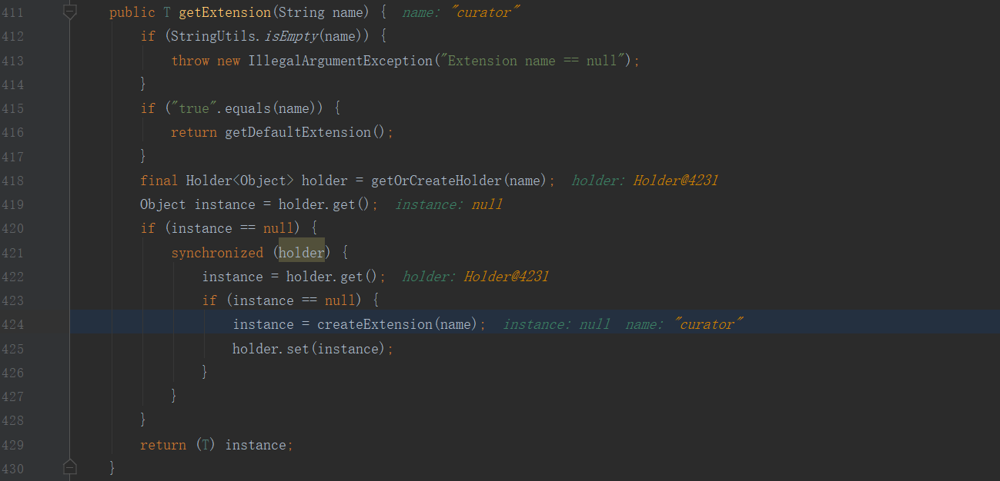 411 public T getExtension(String name) { name: "curator"
412 if (StringUtils.isEmpty(name)) {
413 throw new IllegalArgumentException("Extension name == null");
414 }
415 if ("true".equals(name)) {
416 return getDefaultExtension();
417 }
418 final Holder<Object> holder = getOrCreateHolder(name); holder: Holder@4231
419 Object instance = holder.get(); instance: null
420 if (instance == null) {
421 synchronized (holder) {
422 instance = holder.get(); holder: Holder@4231
423 if (instance == null) {
424 instance = createExtension(name); instance: null name: "curator"
425 holder.set(instance);
426 }
427 }
428 }
429 return (T) instance;
430 }